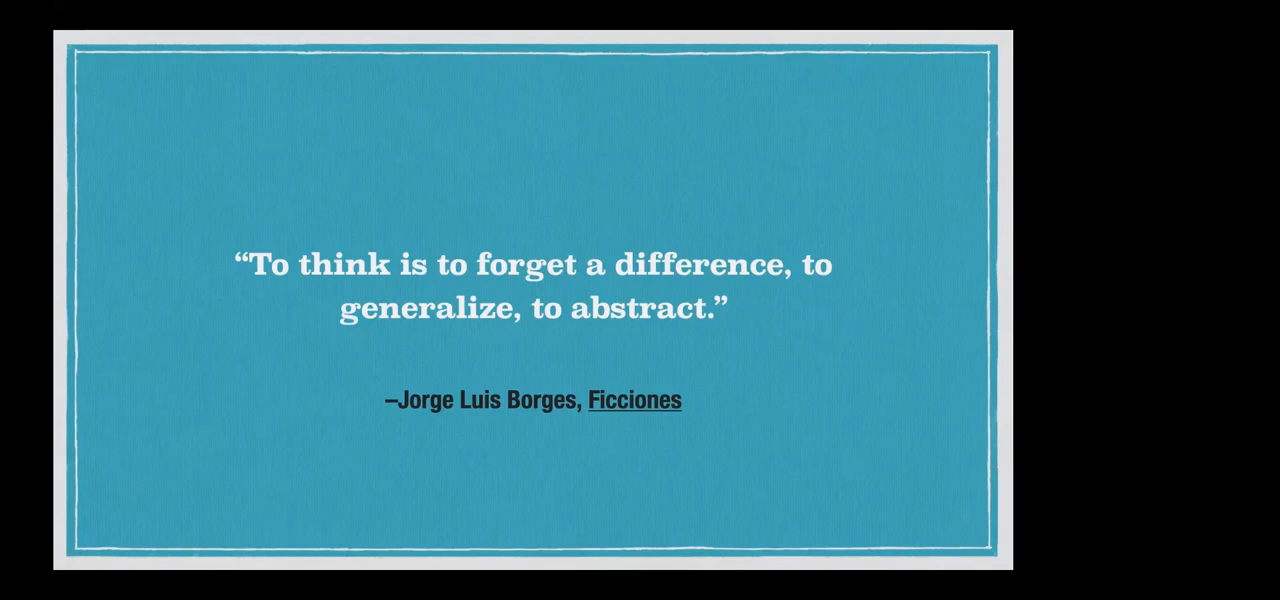 “To think is to forget a difference, to
generalize, to abstract.”
–Jorge Luis Borges, Ficciones